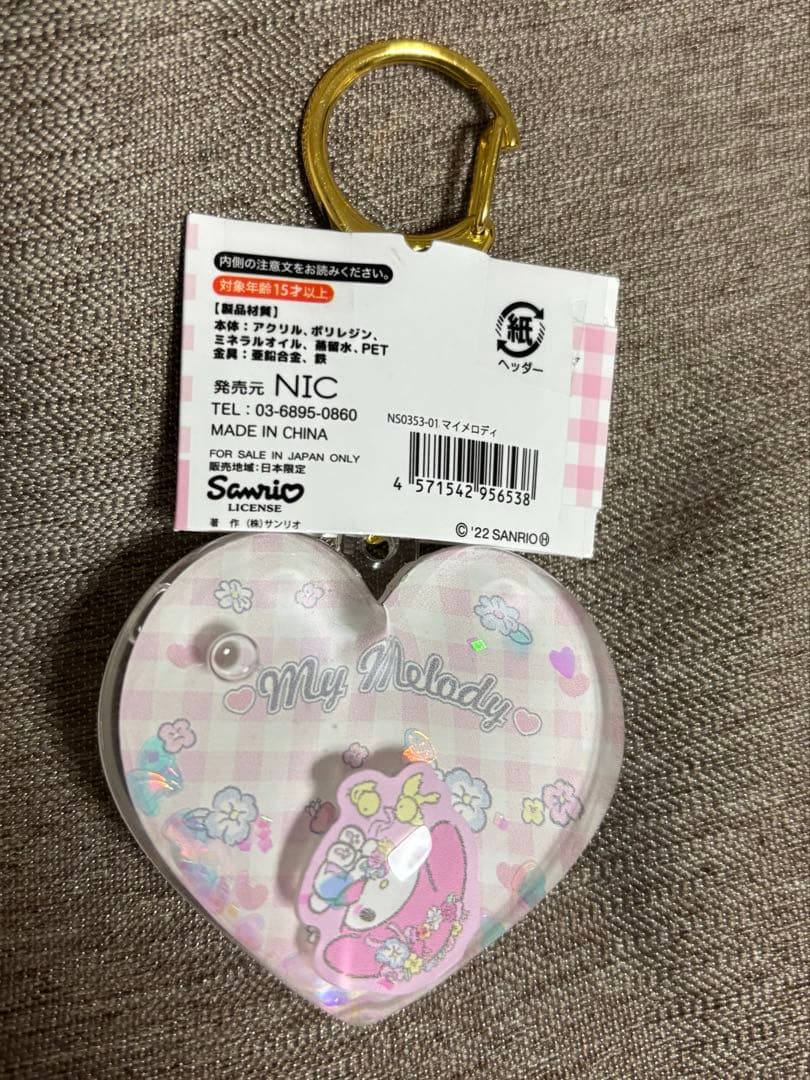 内側の注意文をお読みください。
対象年齢15才以上
【製品材質】
本体：アクリル、ポリレジン、
ミネラルオイル、蒸留水、PET
金具：亜鉛合金、鉄
紙
ヘッダー
発売元 NIC
TEL：03-6895-0860
MADE IN CHINA
FOR SALE IN JAPAN ONLY
販売地域：日本限定
Sanrio
LICENSE
著 作 （株）サンリオ
NS0353-01 マイメロディ
4 571542 956538
© '22 SANRIO Ⓗ
My Melody